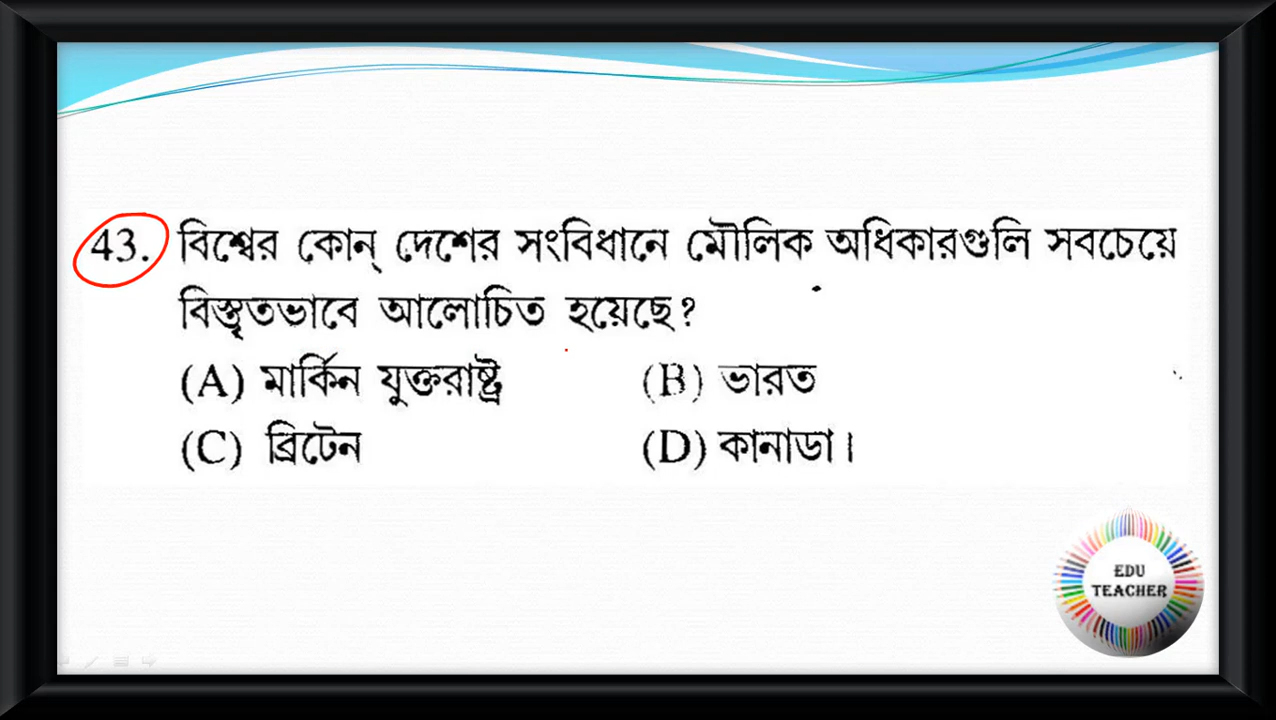 43. বিশ্বের কোন্ দেশের সংবিধানে মৌলিক অধিকারগুলি সবচেয়ে
বিস্তৃতভাবে আলোচিত হয়েছে?
(A) মার্কিন যুক্তরাষ্ট্র (B) ভারত
(C) ব্রিটেন (D) কানাডা।
EDU
TEACHER